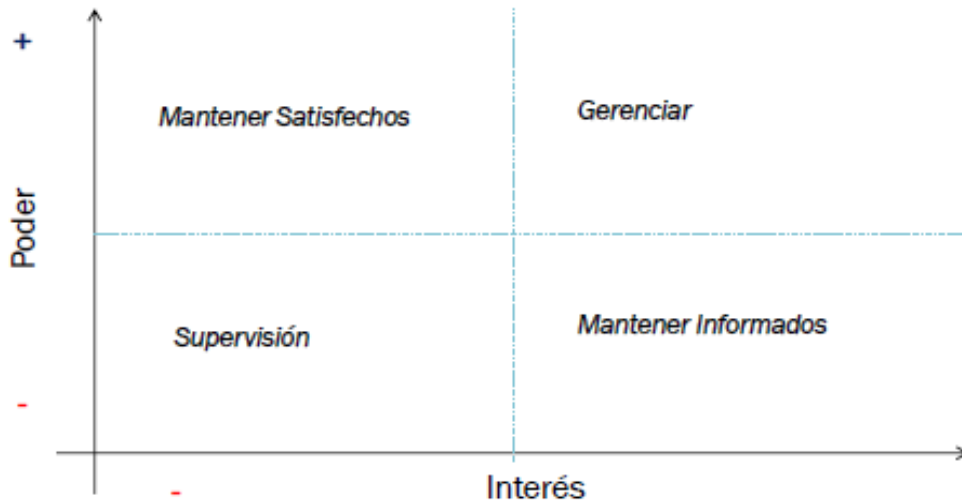 +
Mantener Satisfechos
Gerenciar
Poder
Supervisión
Mantener Informados
-
-
Interés